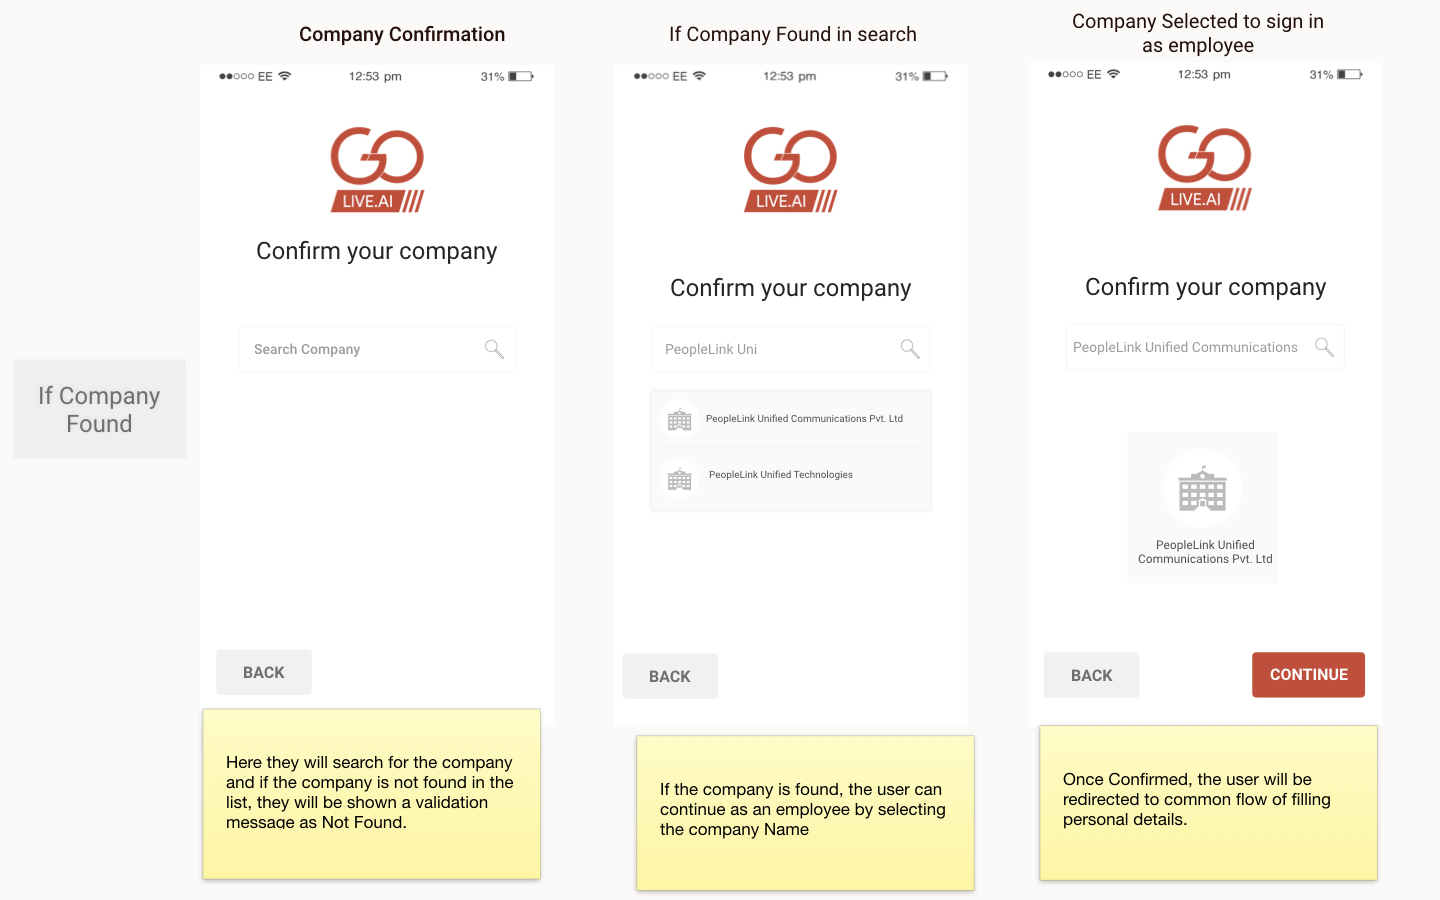 Company Confirmation
If Company Found in search
Company Selected to sign in
as employee
If Company
Found
EE
12:53 pm
31%
GO
LIVE.AI
Confirm your company
Search Company
BACK
Here they will search for the company
and if the company is not found in the
list, they will be shown a validation
message as Not Found.
EE
12:53 pm
31%
GO
LIVE.AI
Confirm your company
PeopleLink Uni
PeopleLink Unified Communications Pvt. Ltd
PeopleLink Unified Technologies
BACK
If the company is found, the user can
continue as an employee by selecting
the company Name
EE
12:53 pm
31%
GO
LIVE.AI
Confirm your company
PeopleLink Unified Communications
PeopleLink Unified
Communications Pvt. Ltd
BACK
CONTINUE
Once Confirmed, the user will be
redirected to common flow of filling
personal details.